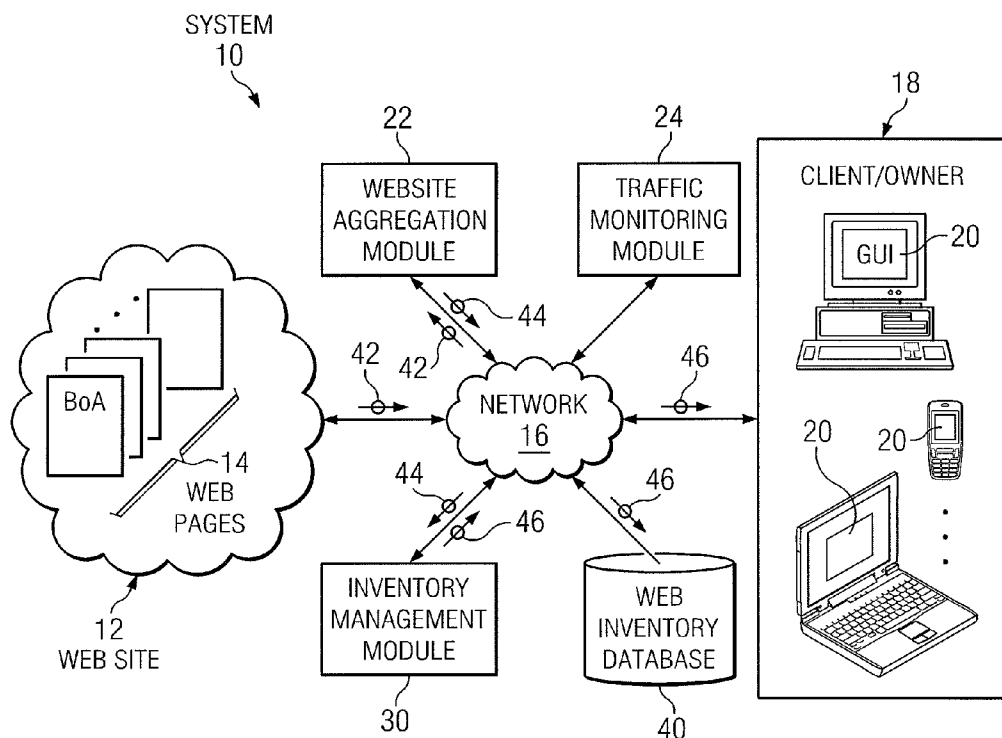 SYSTEM
10
22
WEBSITE
AGGREGATION
MODULE
24
TRAFFIC
MONITORING
MODULE
18
CLIENT/OWNER
GUI
20
44
42
42
BoA
14
WEB
PAGES
NETWORK
16
46
20
20
44
46
46
12
WEB SITE
INVENTORY
MANAGEMENT
MODULE
30
WEB
INVENTORY
DATABASE
40